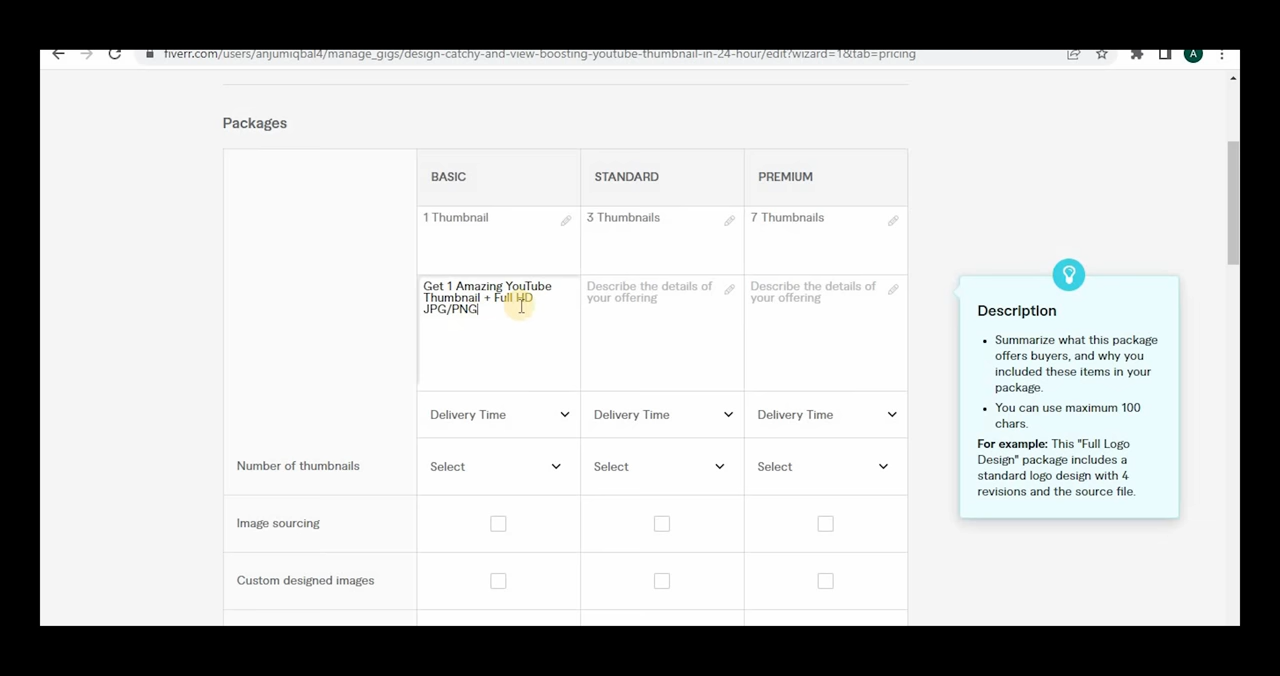 fiverr.com/users/anjumiqbal4/manage_gigs/design-catchy-and-view-boosting-youtube-thumbnail-in-24-hour/edit?wizard=1&tab=pricing
A
Packages
BASIC STANDARD PREMIUM
1 Thumbnail 3 Thumbnails 7 Thumbnails
Get 1 Amazing YouTube
Thumbnail + Full HD
JPG/PNG
Describe the details of
your offering
Describe the details of
your offering
Delivery Time Delivery Time Delivery Time
Number of thumbnails Select Select Select
Image sourcing
Custom designed images
Description
• Summarize what this package
offers buyers, and why you
included these items in your
package.
• You can use maximum 100
chars.
For example: This "Full Logo
Design" package includes a
standard logo design with 4
revisions and the source file.